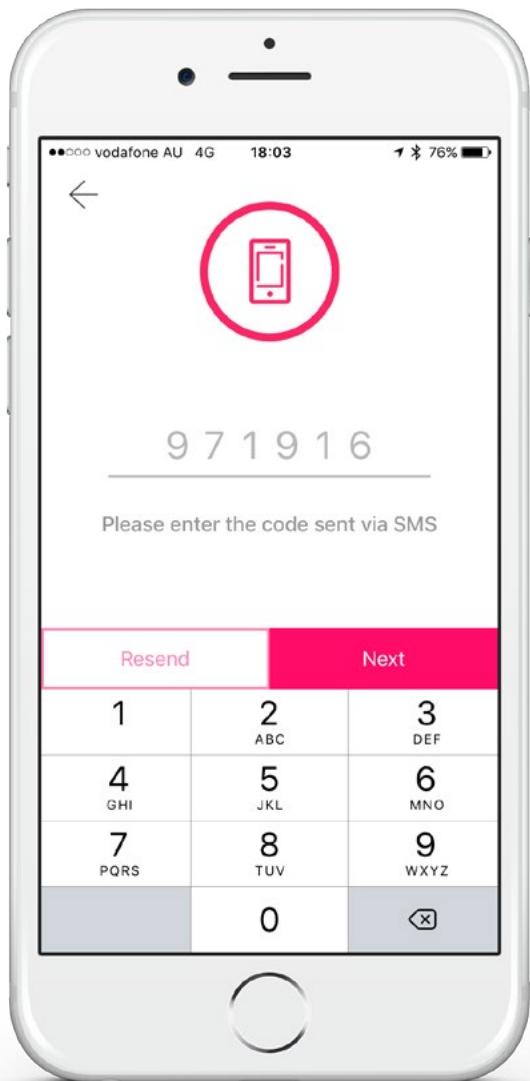 vodafone AU 4G 18:03 76%
971916
Please enter the code sent via SMS
Resend Next
1 2 3
ABC DEF
4 5 6
GHI JKL MNO
7 8 9
PQRS TUV WXYZ
0